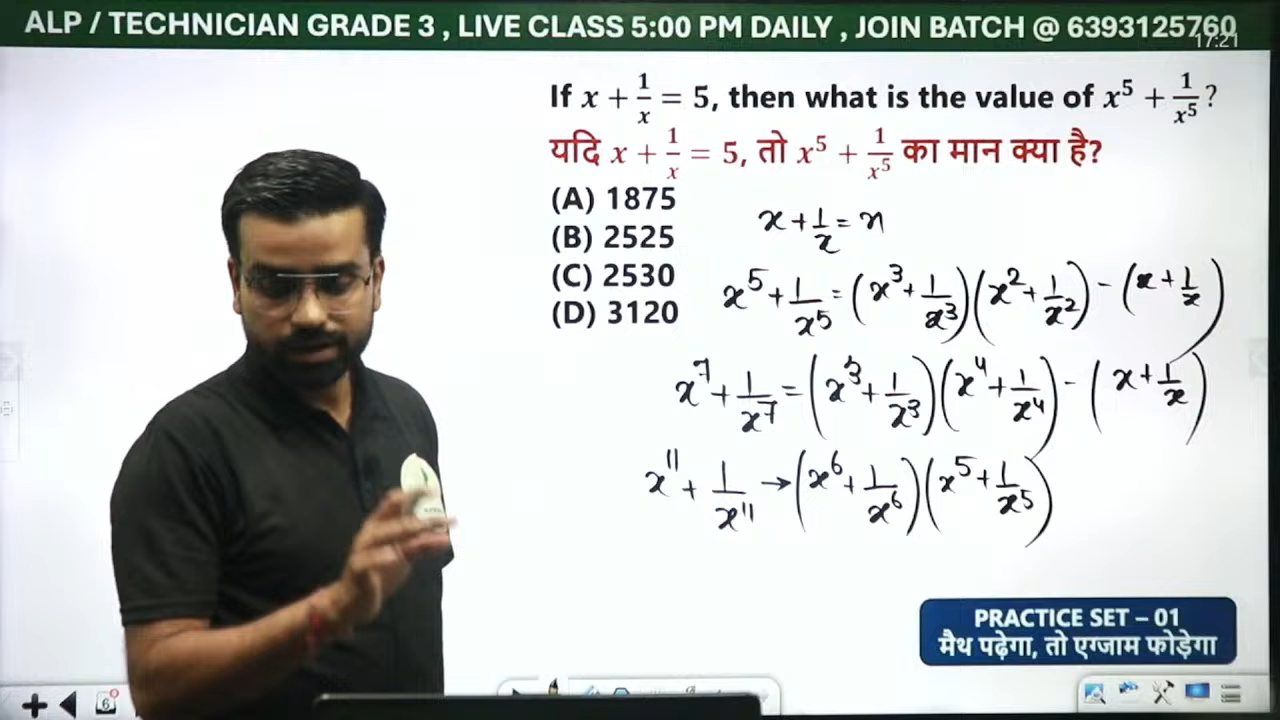 ALP / TECHNICIAN GRADE 3 , LIVE CLASS 5:00 PM DAILY , JOIN BATCH @ 6393125760
17:21
If x + 1/x = 5, then what is the value of x⁵ + 1/x⁵ ?
यदि x + 1/x = 5, तो x⁵ + 1/x⁵ का मान क्या है?
(A) 1875
(B) 2525
(C) 2530
(D) 3120
x + 1/x = n
x⁵ + 1/x⁵ = (x³ + 1/x³)(x² + 1/x²) - (x + 1/x)
x⁷ + 1/x⁷ = (x³ + 1/x³)(x⁴ + 1/x⁴) - (x + 1/x)
x¹¹ + 1/x¹¹ → (x⁶ + 1/x⁶)(x⁵ + 1/x⁵)
PRACTICE SET – 01
मैथ पढ़ेगा, तो एग्जाम फोड़ेगा
6